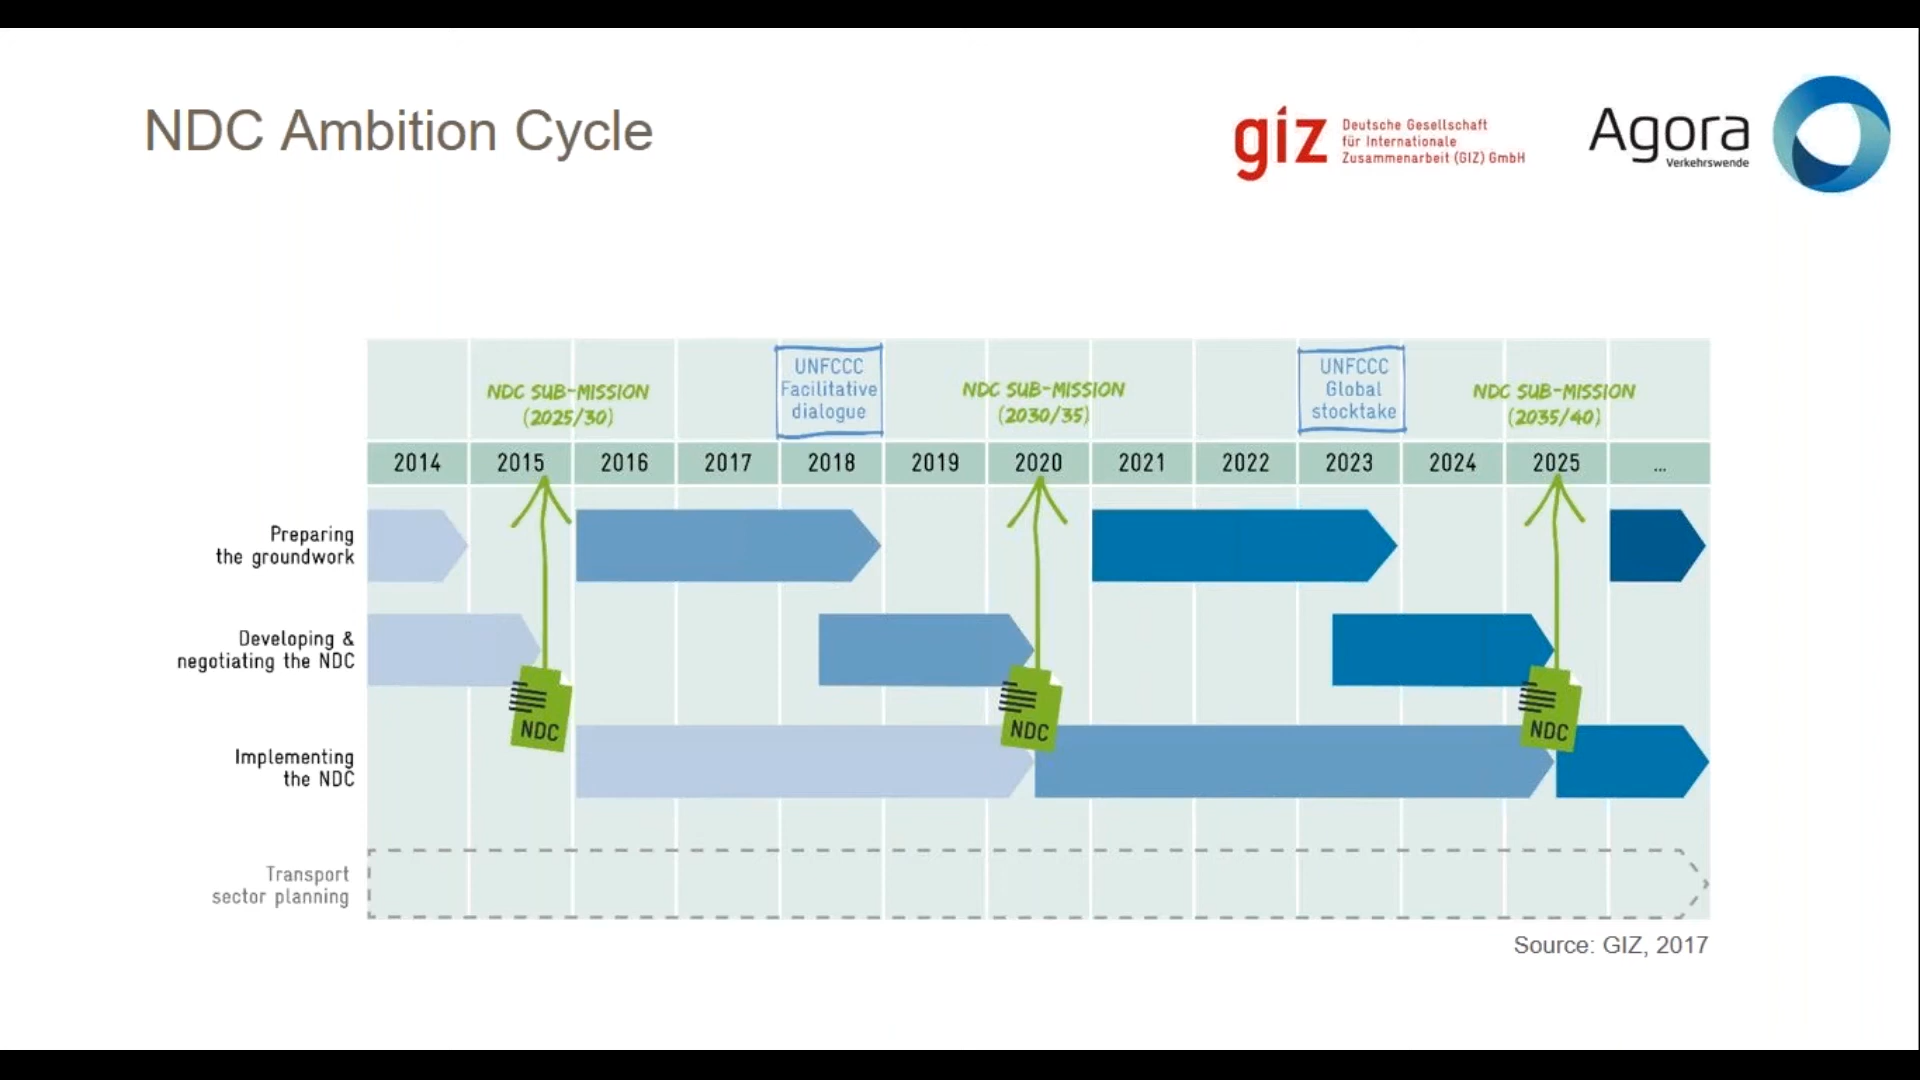 NDC Ambition Cycle
giz
Deutsche Gesellschaft
für Internationale
Zusammenarbeit (GIZ) GmbH
Agora
Verkehrswende
NDC SUB-MISSION
(2025/30)
UNFCCC
Facilitative
dialogue
NDC SUB-MISSION
(2030/35)
UNFCCC
Global
stocktake
NDC SUB-MISSION
(2035/40)
2014 2015 2016 2017 2018 2019 2020 2021 2022 2023 2024 2025 ...
Preparing
the groundwork
Developing &
negotiating the NDC
NDC NDC NDC
Implementing
the NDC
Transport
sector planning
Source: GIZ, 2017